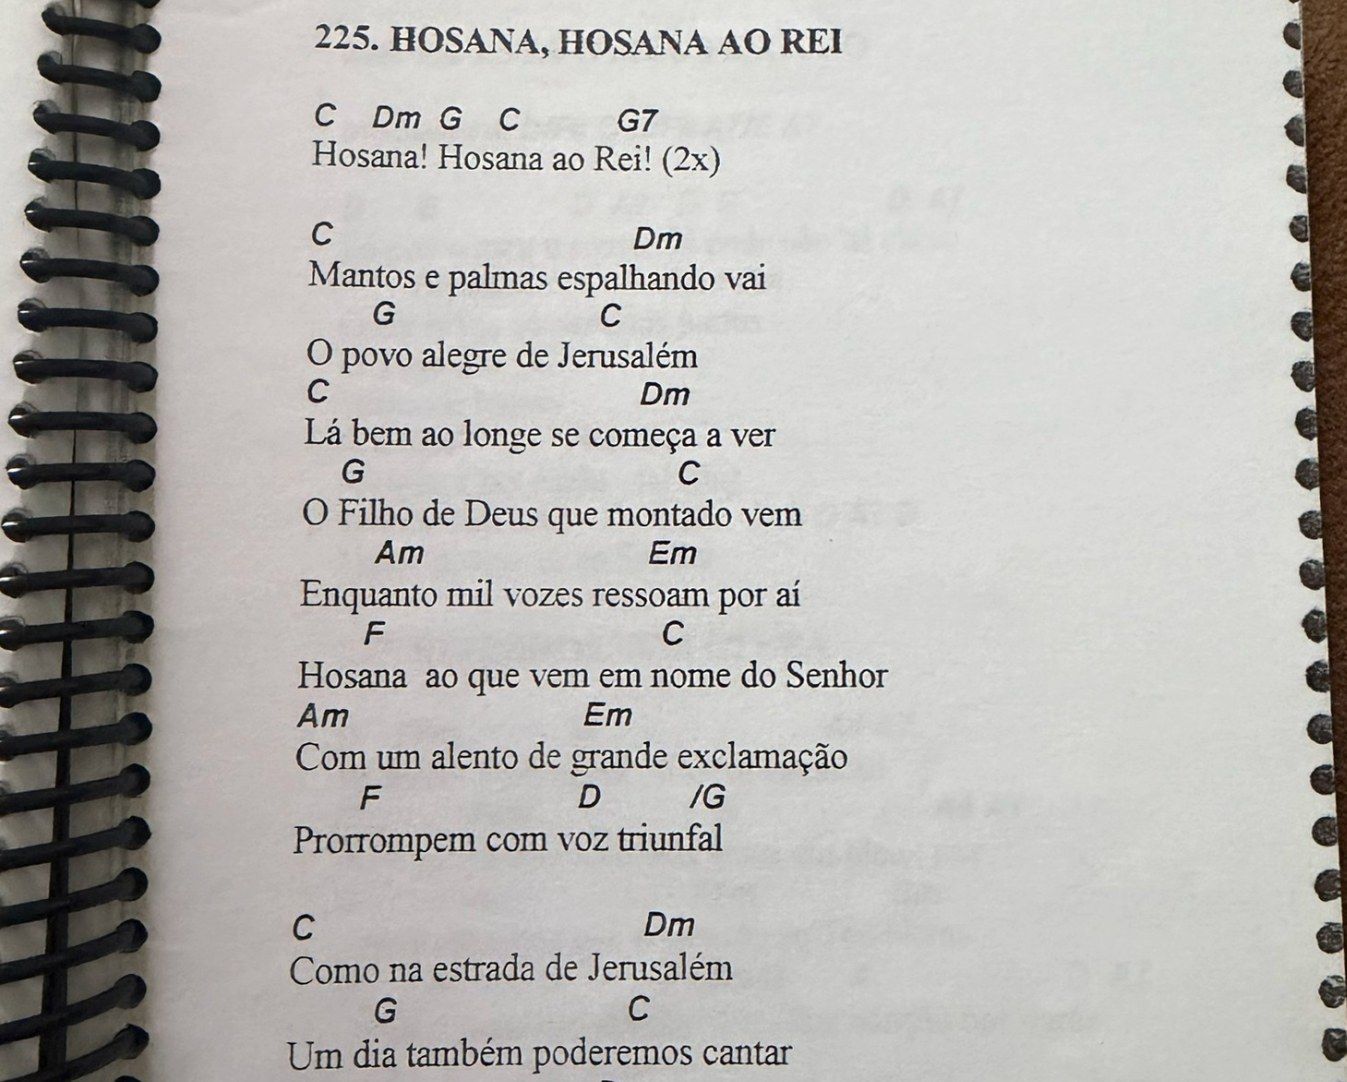 225. HOSANA, HOSANA AO REI
C Dm G C G7
Hosana! Hosana ao Rei! (2x)
C Dm
Mantos e palmas espalhando vai
G C
O povo alegre de Jerusalém
C Dm
Lá bem ao longe se começa a ver
G C
O Filho de Deus que montado vem
Am Em
Enquanto mil vozes ressoam por aí
F C
Hosana ao que vem em nome do Senhor
Am Em
Com um alento de grande exclamação
F D /G
Prorrompem com voz triunfal
C Dm
Como na estrada de Jerusalém
G C
Um dia também poderemos cantar